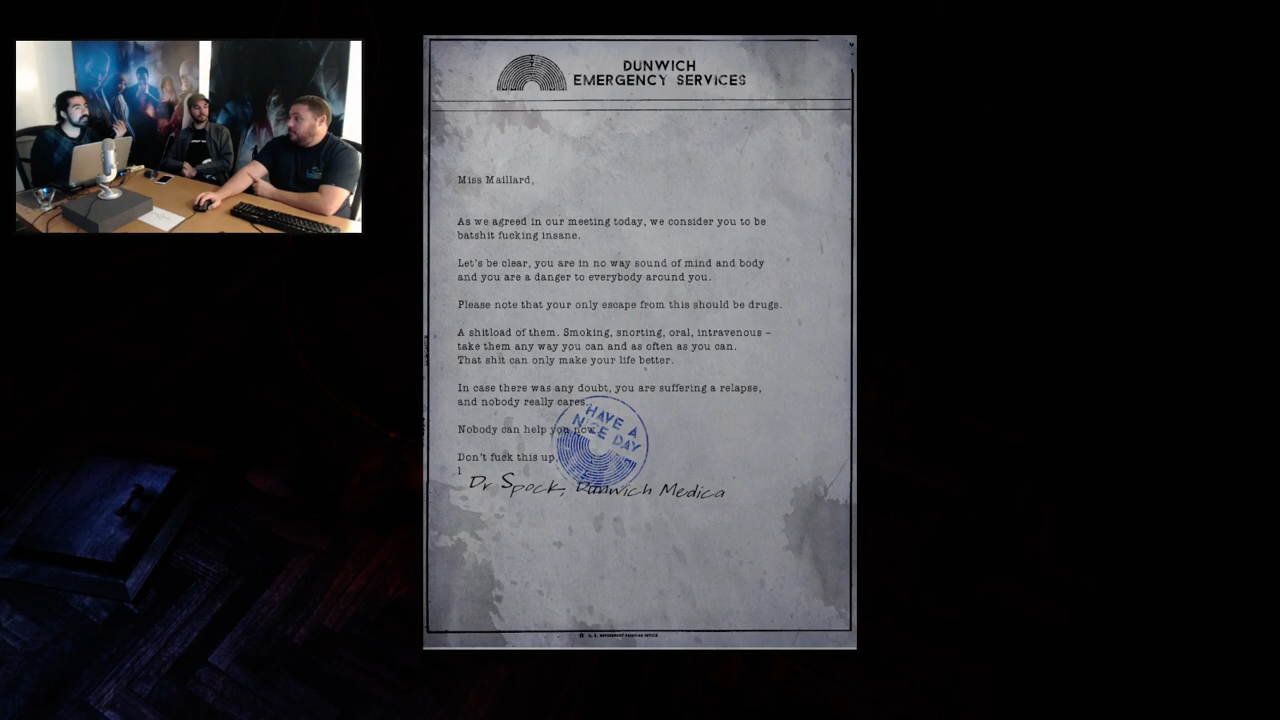 DUNWICH
EMERGENCY SERVICES
Miss Maillard,
As we agreed in our meeting today, we consider you to be
batshit fucking insane.
Let's be clear, you are in no way sound of mind and body
and you are a danger to everybody around you.
Please note that your only escape from this should be drugs.
A shitload of them. Smoking, snorting, oral, intravenous –
take them any way you can and as often as you can.
That shit can only make your life better.
In case there was any doubt, you are suffering a relapse,
and nobody really cares.
HAVE A
NICE DAY
Nobody can help you now.
Don't fuck this up,
l
Dr Spock, Dunwich Medica